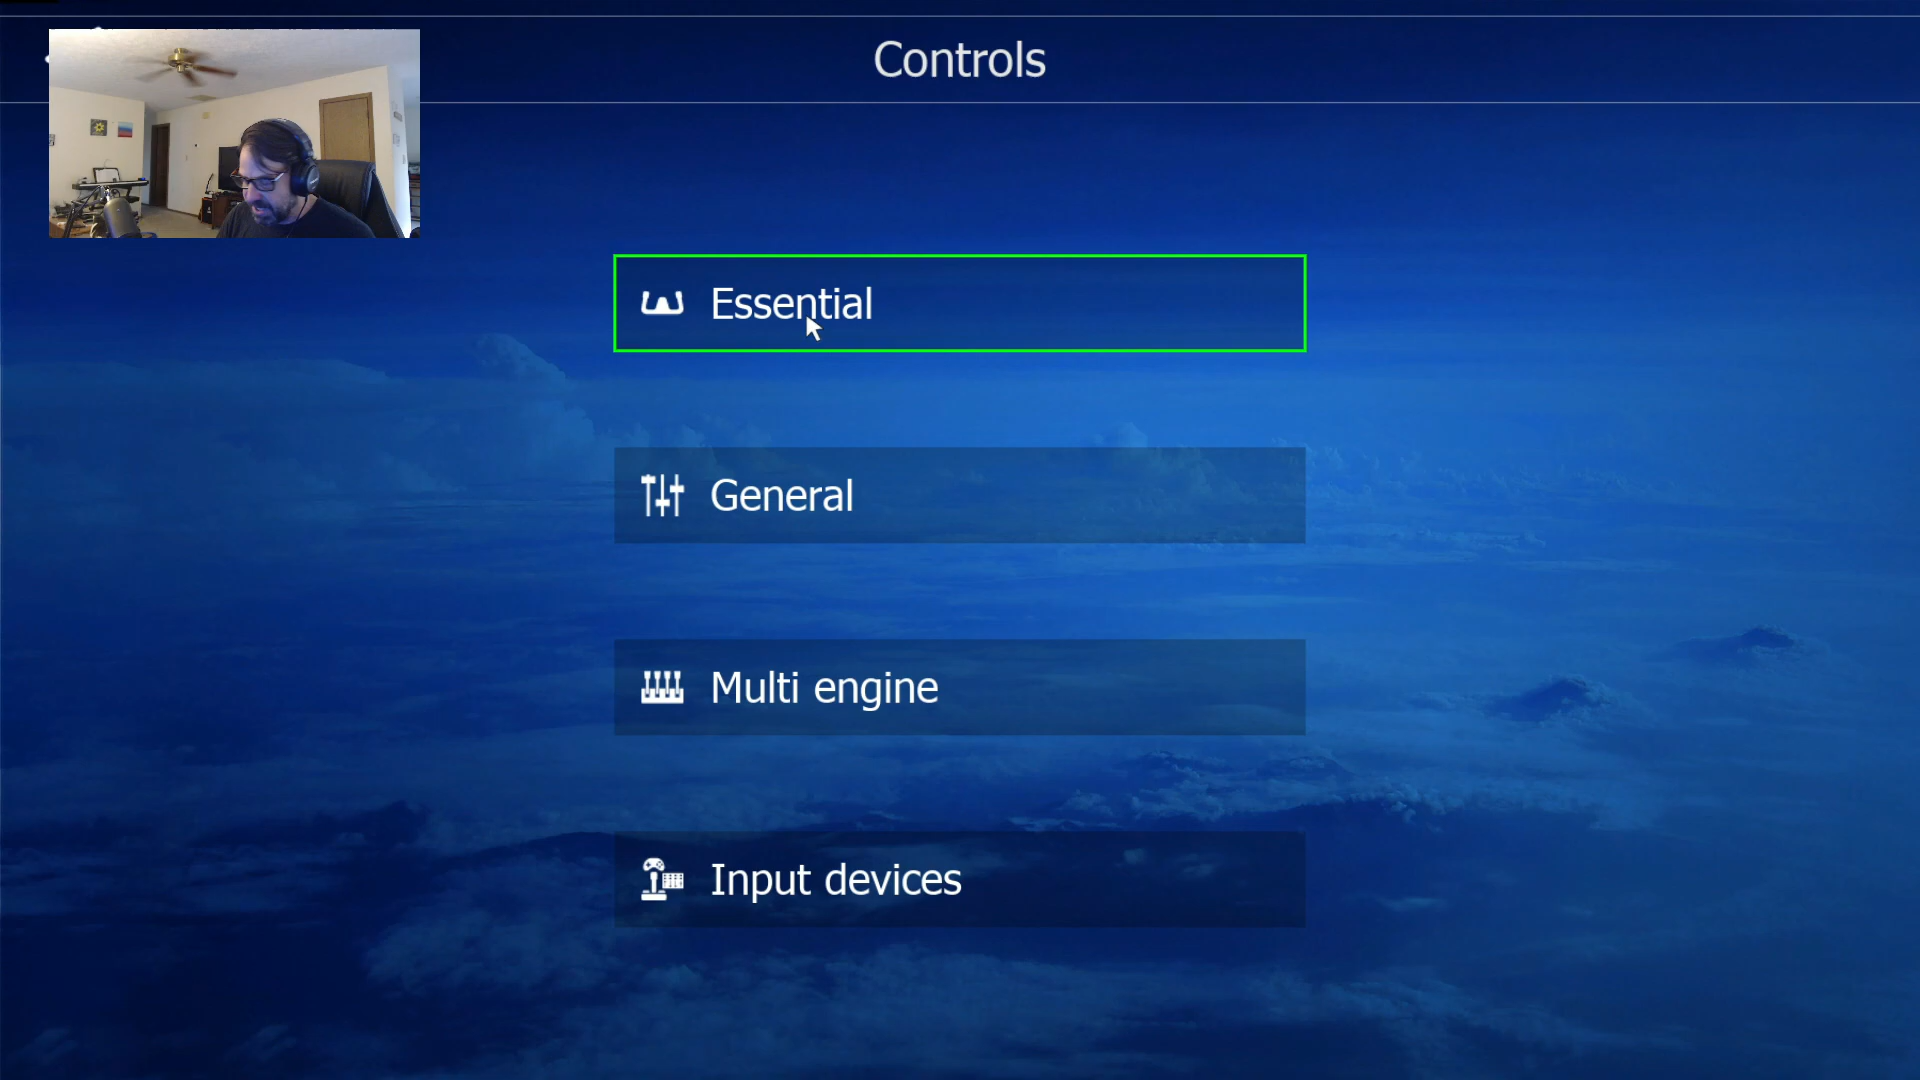 Controls
Essential
General
Multi engine
Input devices